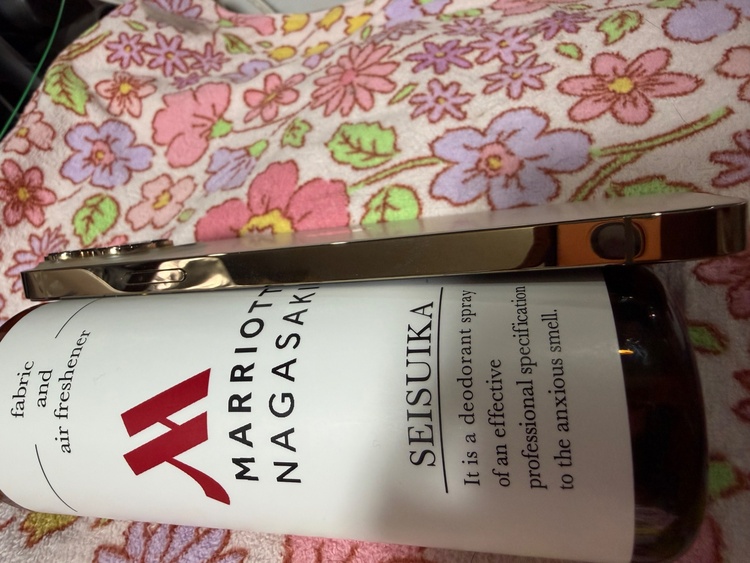 fabric
and
air freshener
MARRIOTT
NAGASAKI
SEISUIKA
It is a deodorant spray
of an effective
professional specification
to the anxious smell.